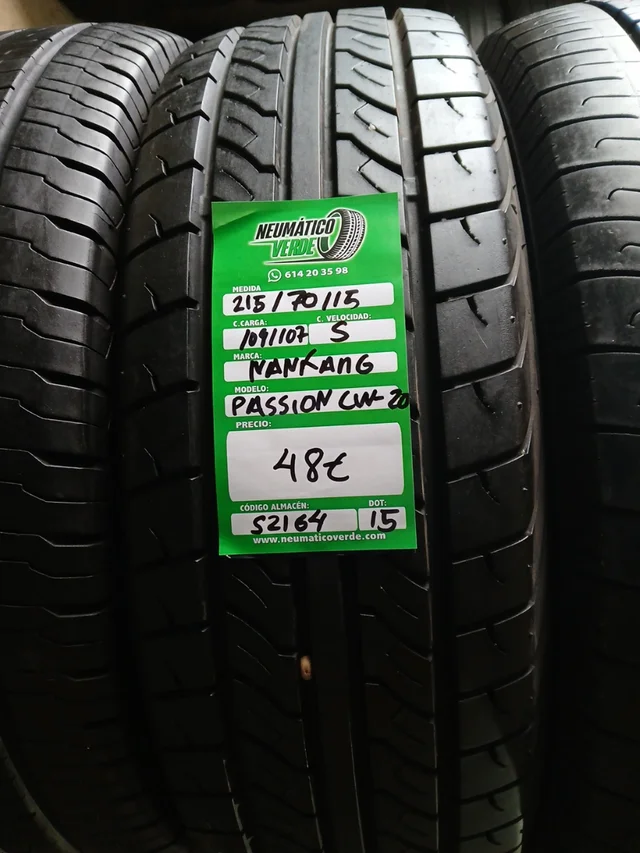 NEUMÁTICO
VERDE
614 20 35 98
MEDIDA
215/70/15
C.CARGA: C. VELOCIDAD:
109/107 S
MARCA:
NANKANG
MODELO:
PASSION CW-20
PRECIO:
48€
CÓDIGO ALMACÉN: DOT:
S2164 15
www.neumaticoverde.com